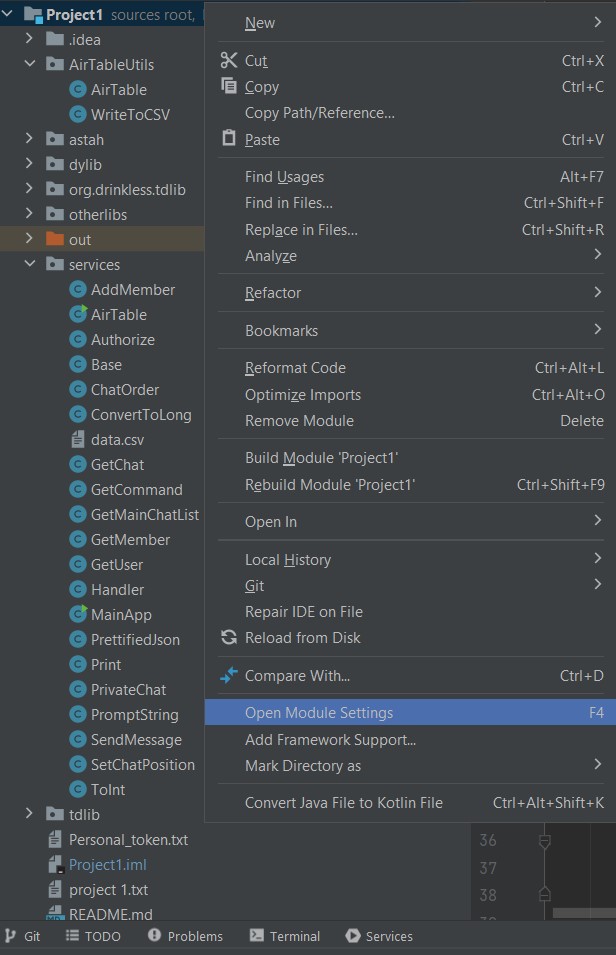 Project1 sources root,
.idea
AirTableUtils
AirTable
WriteToCSV
astah
dylib
org.drinkless.tdlib
otherlibs
out
services
AddMember
AirTable
Authorize
Base
ChatOrder
ConvertToLong
data.csv
GetChat
GetCommand
GetMainChatList
GetMember
GetUser
Handler
MainApp
PrettifiedJson
Print
PrivateChat
PromptString
SendMessage
SetChatPosition
ToInt
tdlib
Personal_token.txt
Project1.iml
project 1.txt
README.md
New
Cut Ctrl+X
Copy Ctrl+C
Copy Path/Reference...
Paste Ctrl+V
Find Usages Alt+F7
Find in Files... Ctrl+Shift+F
Replace in Files... Ctrl+Shift+R
Analyze
Refactor
Bookmarks
Reformat Code Ctrl+Alt+L
Optimize Imports Ctrl+Alt+O
Remove Module Delete
Build Module 'Project1'
Rebuild Module 'Project1' Ctrl+Shift+F9
Open In
Local History
Git
Repair IDE on File
Reload from Disk
Compare With... Ctrl+D
Open Module Settings F4
Add Framework Support...
Mark Directory as
Convert Java File to Kotlin File Ctrl+Alt+Shift+K
36
37
38
Git TODO Problems Terminal Services